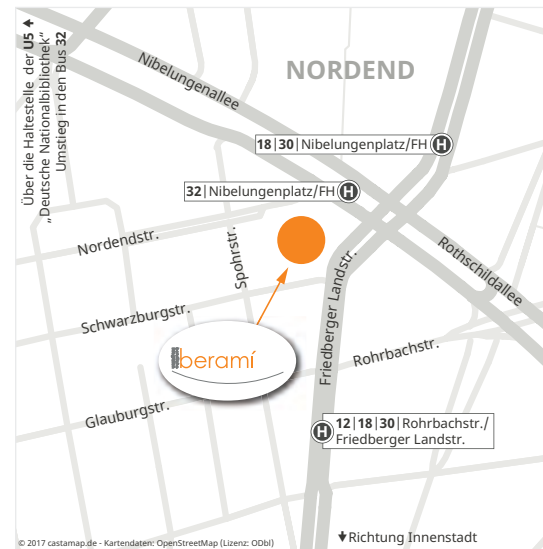 Über die Haltestelle der U5
„Deutsche Nationalbibliothek“
Umstieg in den Bus 32
Nibelungenallee
NORDEND
18|30|Nibelungenplatz/FH H
32|Nibelungenplatz/FH H
Nordendstr.
Spohrstr.
Rothschildallee
Schwarzburgstr.
Friedberger Landstr.
beramí
Rohrbachstr.
Glauburgstr.
H 12|18|30|Rohrbachstr./
Friedberger Landstr.
Richtung Innenstadt
© 2017 castamap.de - Kartendaten: OpenStreetMap (Lizenz: ODbl)